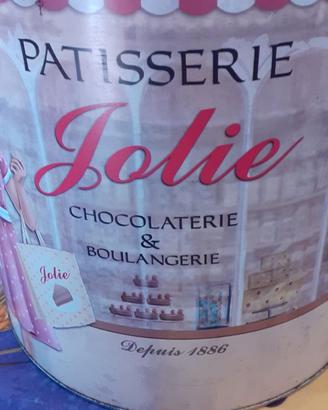 PATISSERIE
Jolie
CHOCOLATERIE
&
BOULANGERIE
Jolie
Depuis 1886